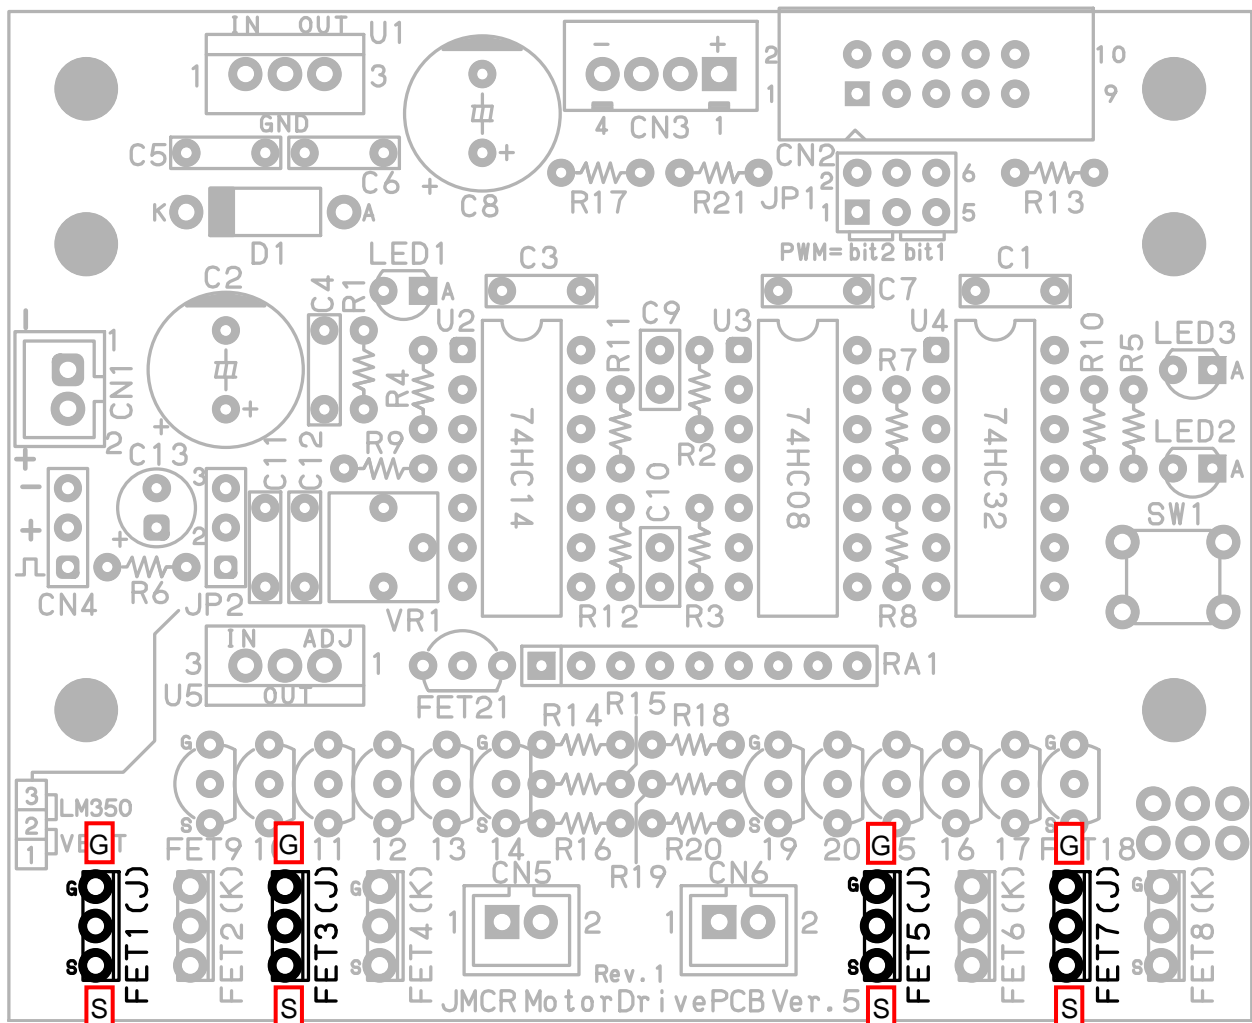 IN OUT
U1
1 3
GND
C5
C6
K A
D1
C8
+
+
- +
4 1
CN3
2 10
1 9
CN2
R17
R21
JP1
2 6
1 5
R13
PWM= bit2 bit1
LED1
A
C2
+
+
C4
R1
C3
C7
C1
-
1
CN1
2
+
U2
R4
R11
C9
R2
U3
R7
U4
R10
R5
LED3
A
LED2
A
74HC14
74HC08
74HC32
R9
C13
+
3
2
C11
C12
C10
SW1
-
+
CN4
R6
JP2
VR1
R12
R3
R8
IN ADJ
3 1
U5
OUT
FET21
RA1
R14
R15
R18
G
S
G
S
G
S
G
S
3
2
1
LM350
G
FET9
10
G
11
12
13
14
R16
R20
R19
19
20
G
16
17
G
CN5
1 2
CN6
1 2
G
S
FET1(J)
FET2(K)
FET3(J)
G
S
FET4(K)
G
S
FET5(J)
FET6(K)
FET7(J)
G
S
FET8(K)
Rev.1
JMCR MotorDrivePCB Ver.5
S
S
S
S